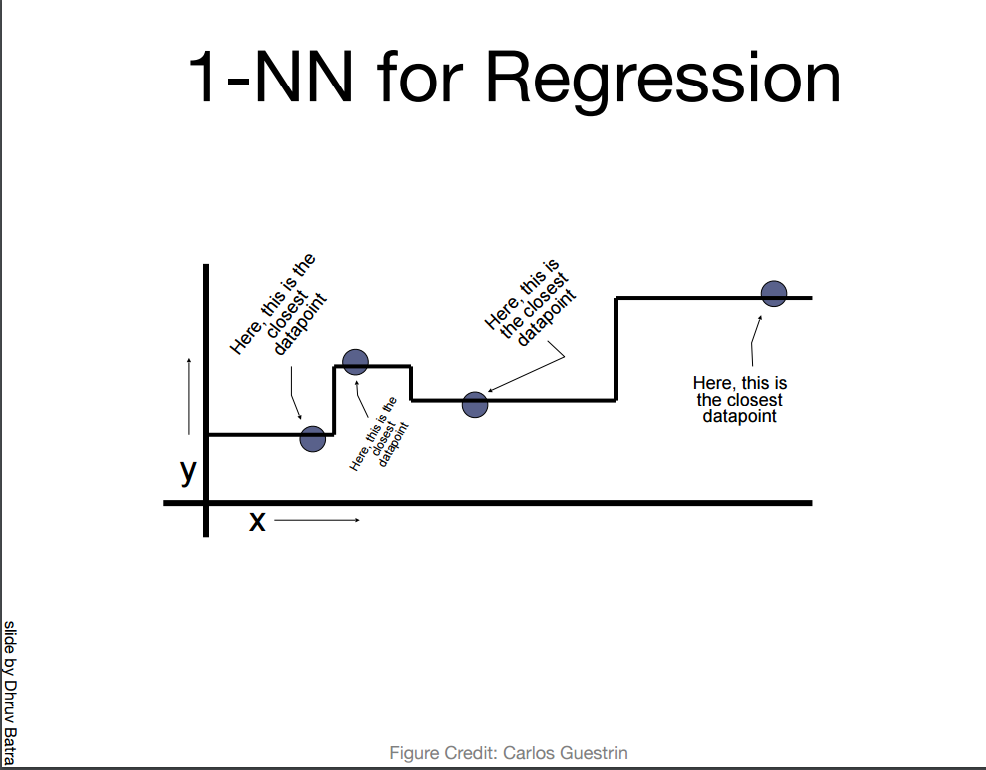 1-NN for Regression
Here, this is the
closest
datapoint
Here, this is
the closest
datapoint
Here, this is the
closest
datapoint
Here, this is
the closest
datapoint
y
x
slide by Dhruv Batra
Figure Credit: Carlos Guestrin